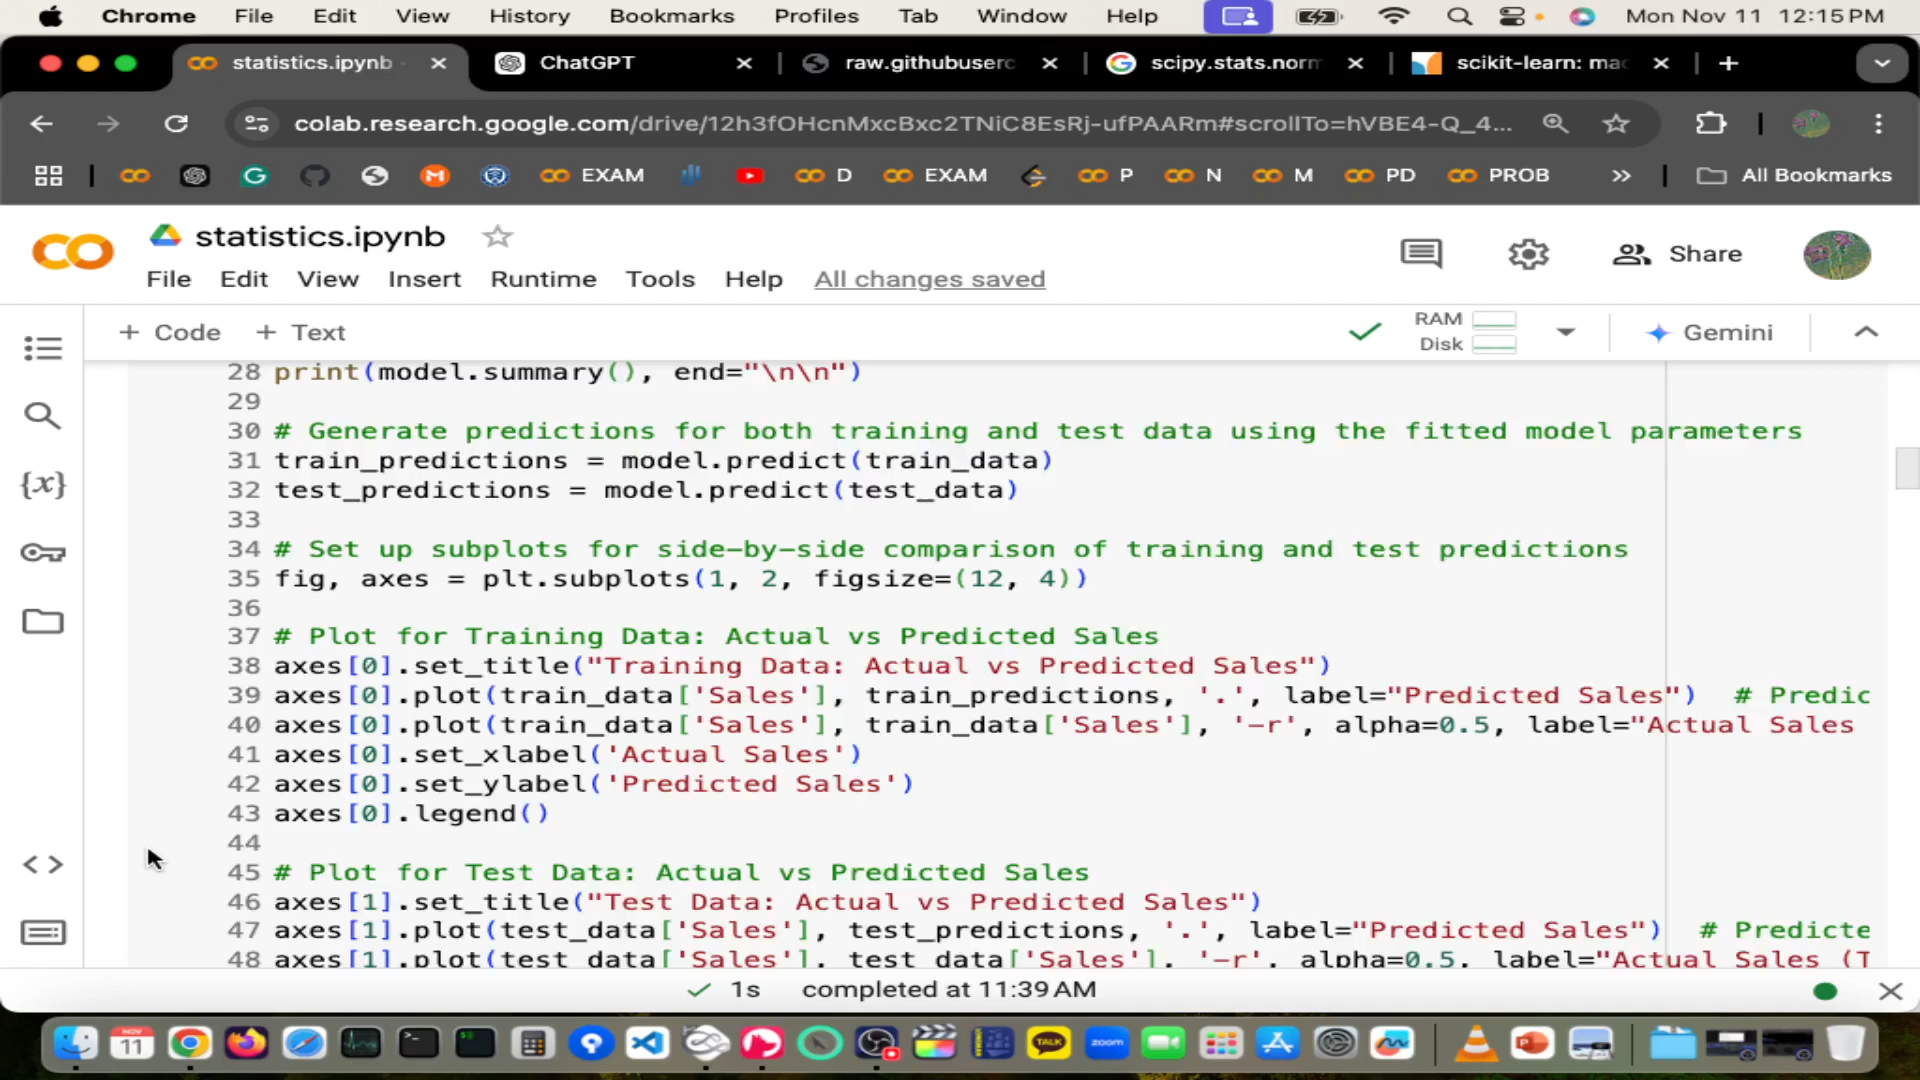 Chrome File Edit View History Bookmarks Profiles Tab Window Help Mon Nov 11 12:15 PM
statistics.ipynb - ChatGPT raw.githubuserc scipy.stats.norm scikit-learn: mac
colab.research.google.com/drive/12h3fOHcnMxcBxc2TNiC8EsRj-ufPAARm#scrollTo=hVBE4-Q_4...
EXAM D EXAM P N M PD PROB » All Bookmarks
statistics.ipynb
Share
File Edit View Insert Runtime Tools Help All changes saved
+ Code + Text RAM Disk Gemini
28 print(model.summary(), end="\n\n")
29
30 # Generate predictions for both training and test data using the fitted model parameters
31 train_predictions = model.predict(train_data)
32 test_predictions = model.predict(test_data)
33
34 # Set up subplots for side-by-side comparison of training and test predictions
35 fig, axes = plt.subplots(1, 2, figsize=(12, 4))
36
37 # Plot for Training Data: Actual vs Predicted Sales
38 axes[0].set_title("Training Data: Actual vs Predicted Sales")
39 axes[0].plot(train_data['Sales'], train_predictions, '.', label="Predicted Sales") # Predic
40 axes[0].plot(train_data['Sales'], train_data['Sales'], '-r', alpha=0.5, label="Actual Sales
41 axes[0].set_xlabel('Actual Sales')
42 axes[0].set_ylabel('Predicted Sales')
43 axes[0].legend()
44
45 # Plot for Test Data: Actual vs Predicted Sales
46 axes[1].set_title("Test Data: Actual vs Predicted Sales")
47 axes[1].plot(test_data['Sales'], test_predictions, '.', label="Predicted Sales") # Predicte
48 axes[1].plot(test_data['Sales'], test_data['Sales'], '-r', alpha=0.5, label="Actual Sales (T
1s completed at 11:39 AM
NOV
11
TALK
zoom